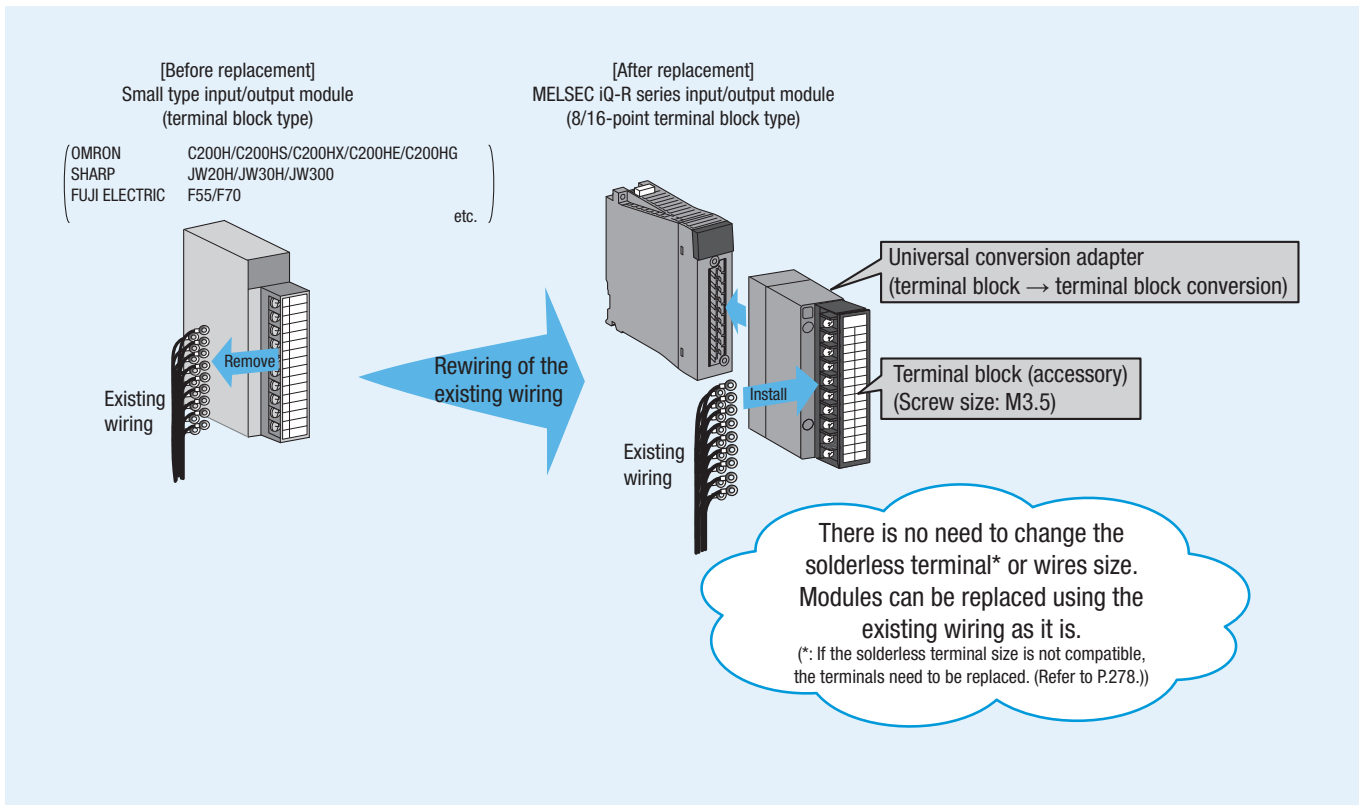 [Before replacement]
Small type input/output module
(terminal block type)
OMRON C200H/C200HS/C200HX/C200HE/C200HG
SHARP JW20H/JW30H/JW300
FUJI ELECTRIC F55/F70
etc.
Remove
Existing
wiring
Rewiring of the
existing wiring
[After replacement]
MELSEC iQ-R series input/output module
(8/16-point terminal block type)
Universal conversion adapter
(terminal block → terminal block conversion)
Terminal block (accessory)
(Screw size: M3.5)
Install
Existing
wiring
There is no need to change the
solderless terminal* or wires size.
Modules can be replaced using the
existing wiring as it is.
(*: If the solderless terminal size is not compatible,
the terminals need to be replaced. (Refer to P.278.))